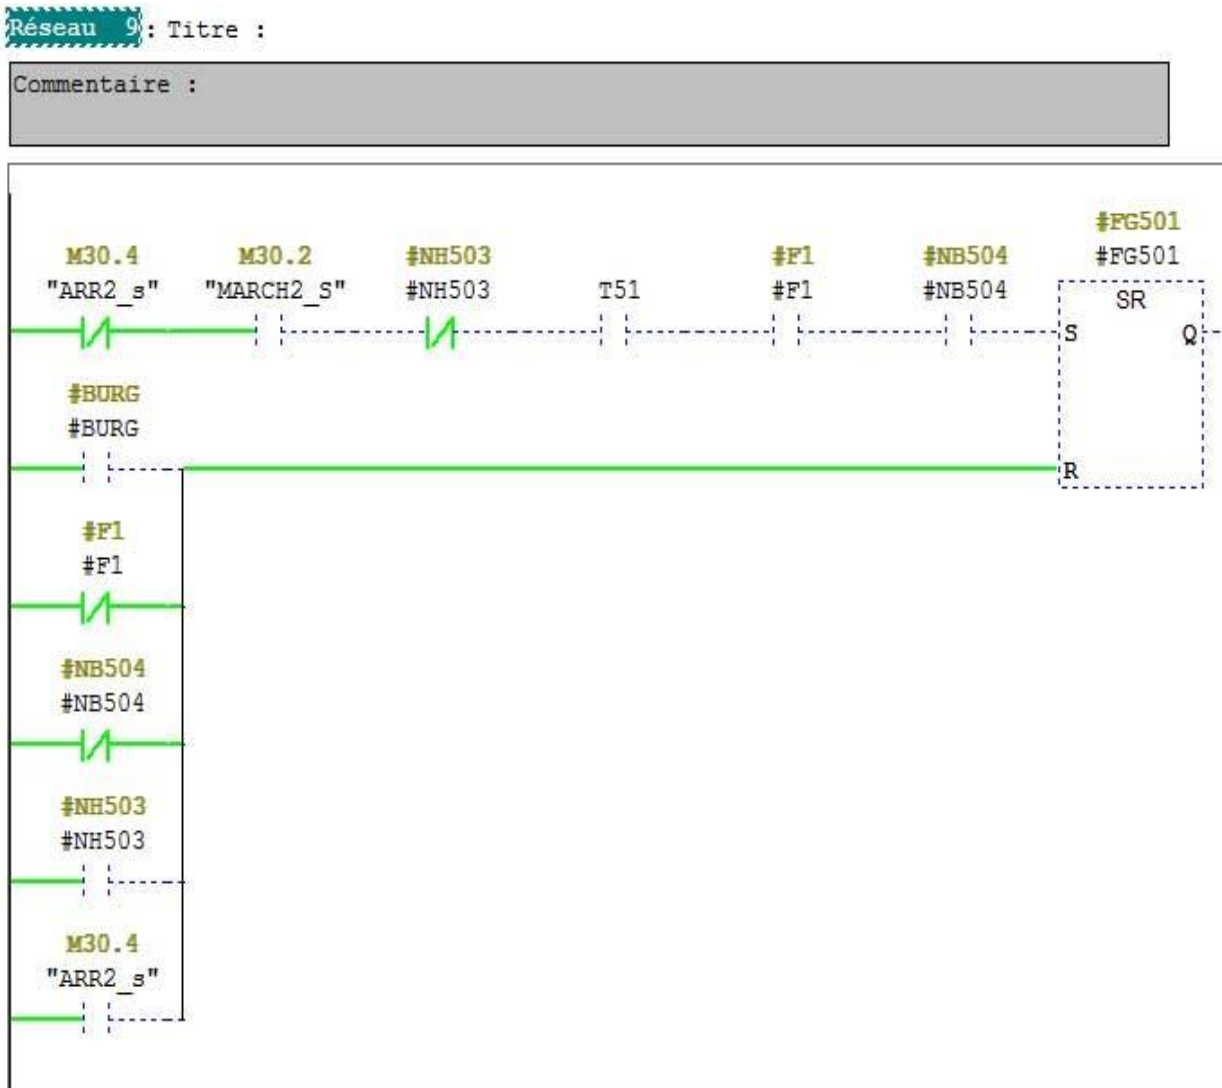 Réseau 9 : Titre :
Commentaire :
#FG501
M30.4 M30.2 #NH503 #F1 #NB504 #FG501
"ARR2_s" "MARCH2_S" #NH503 T51 #F1 #NB504 SR
S Q
#BURG
#BURG
R
#F1
#F1
#NB504
#NB504
#NH503
#NH503
M30.4
"ARR2_s"